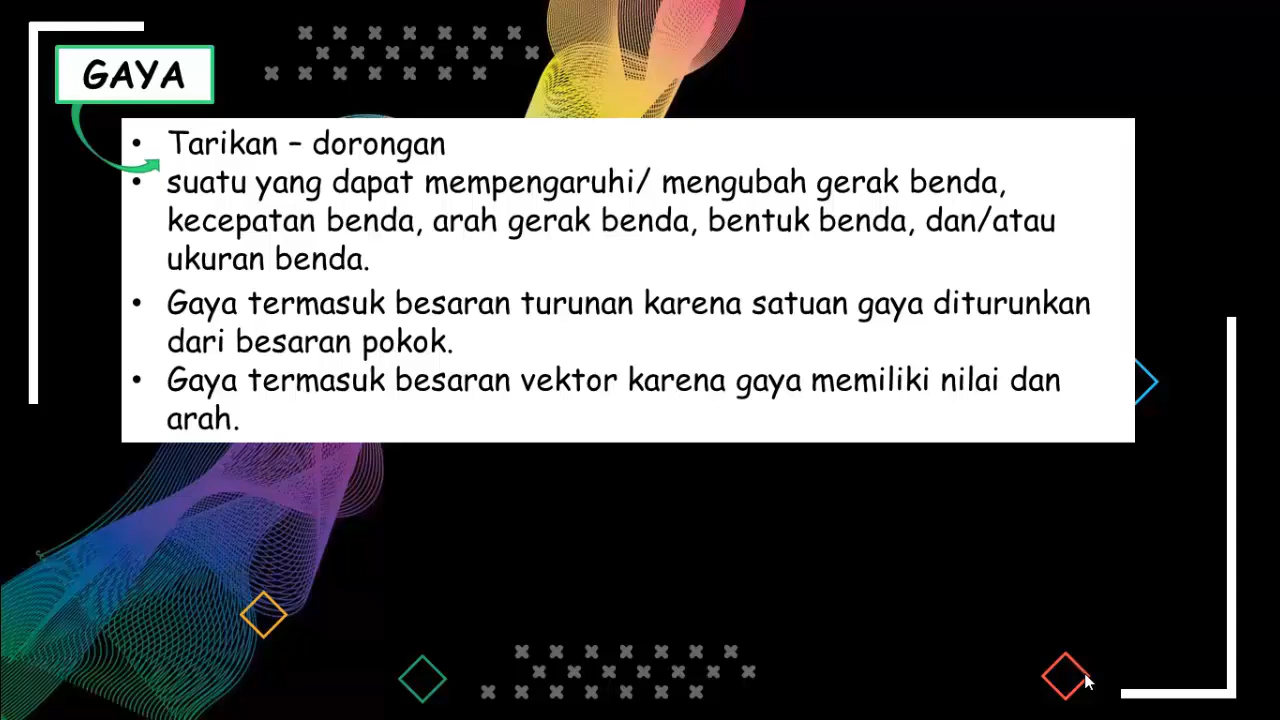 GAYA
• Tarikan – dorongan
• suatu yang dapat mempengaruhi/ mengubah gerak benda,
kecepatan benda, arah gerak benda, bentuk benda, dan/atau
ukuran benda.
• Gaya termasuk besaran turunan karena satuan gaya diturunkan
dari besaran pokok.
• Gaya termasuk besaran vektor karena gaya memiliki nilai dan
arah.